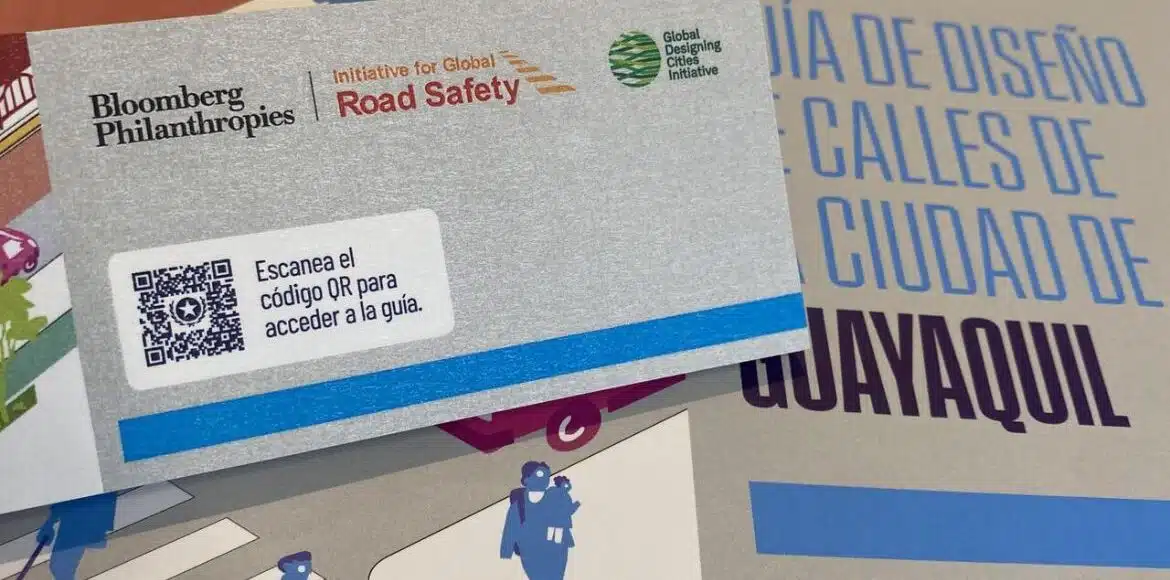 Bloomberg
Philanthropies
Initiative for Global
Road Safety
Global
Designing
Cities
Initiative
Escanea el
código QR para
acceder a la guía.
UÍA DE DISEÑO
CALLES DE
CIUDAD DE
GUAYAQUIL